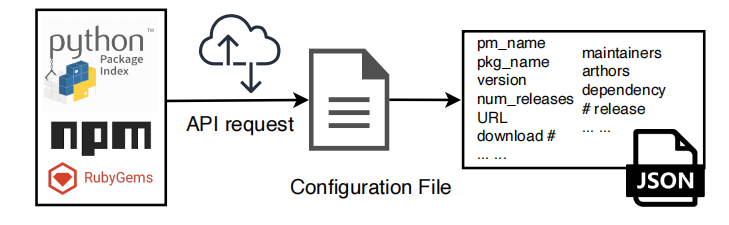 python™
Package
Index
npm
RubyGems
API request
Configuration File
pm_name
pkg_name
version
num_releases
URL
download #
... ...
maintainers
arthors
dependency
# release
... ...
JSON